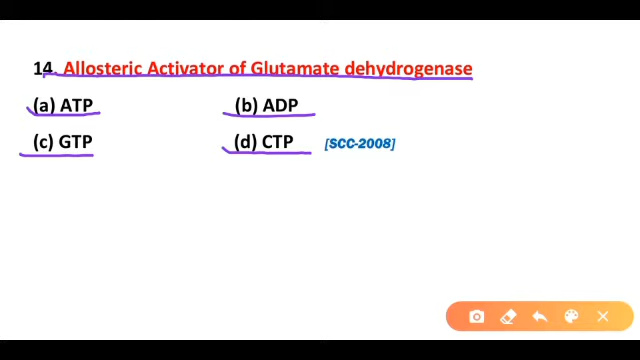 14. Allosteric Activator of Glutamate dehydrogenase
(a) ATP (b) ADP
(c) GTP (d) CTP [SCC-2008]